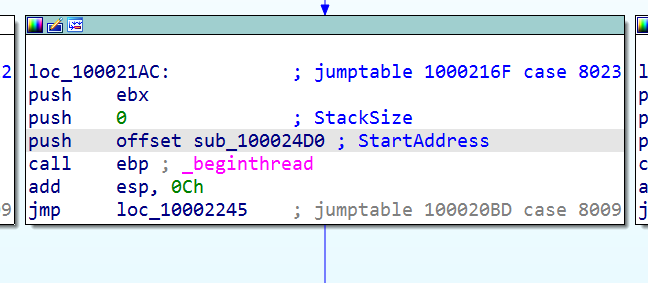 loc_100021AC: ; jumptable 1000216F case 8023
2 push ebx
push 0 ; StackSize
push offset sub_100024D0 ; StartAddress
call ebp ; _beginthread
add esp, 0Ch
9 jmp loc_10002245 ; jumptable 100020BD case 8009